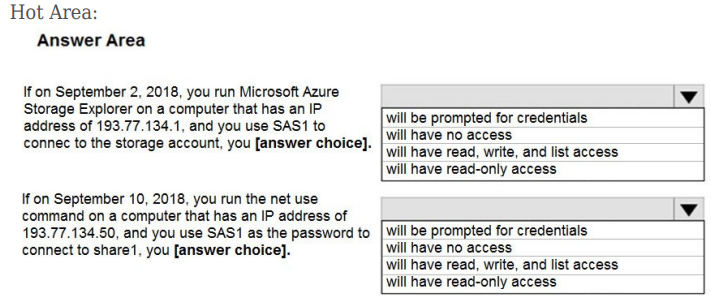 Hot Area:
Answer Area
If on September 2, 2018, you run Microsoft Azure
Storage Explorer on a computer that has an IP
address of 193.77.134.1, and you use SAS1 to
connec to the storage account, you [answer choice].
will be prompted for credentials
will have no access
will have read, write, and list access
will have read-only access
If on September 10, 2018, you run the net use
command on a computer that has an IP address of
193.77.134.50, and you use SAS1 as the password to
connect to share1, you [answer choice].
will be prompted for credentials
will have no access
will have read, write, and list access
will have read-only access